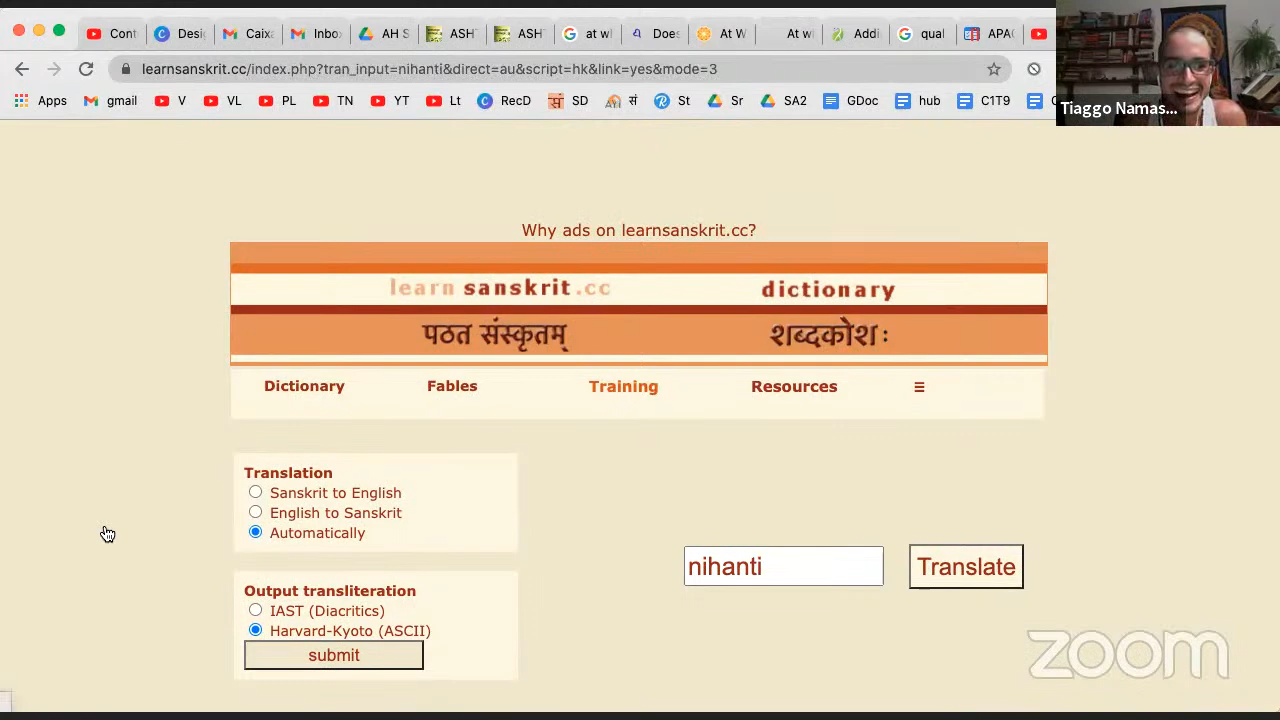 Cont
Desi
Caix
Inbo
AH S
ASH
ASH
at w
Does
At W
At wi
Addi
qual
APA
learnsanskrit.cc/index.php?tran_input=nihanti&direct=au&script=hk&link=yes&mode=3
Apps gmail V VL PL TN YT Lt RecD SD सं St Sr SA2 GDoc hub C1T9
Tiaggo Namas...
Why ads on learnsanskrit.cc?
learn sanskrit .cc dictionary
पठत संस्कृतम् शब्दकोशः
Dictionary Fables Training Resources ☰
Translation
Sanskrit to English
English to Sanskrit
Automatically
nihanti Translate
Output transliteration
IAST (Diacritics)
Harvard-Kyoto (ASCII)
submit
zoom